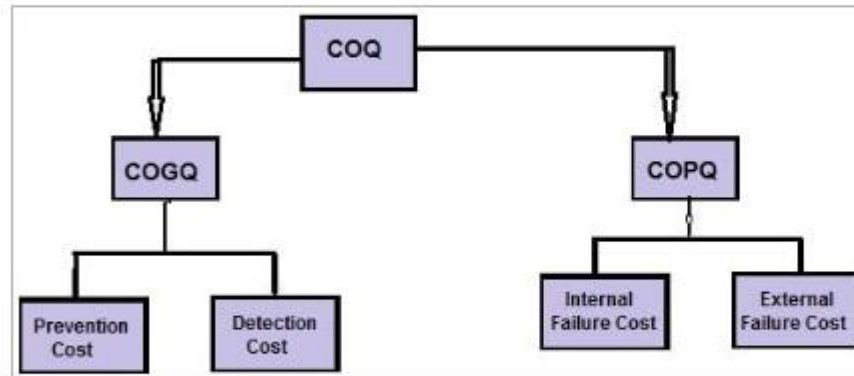 COQ
COGQ
COPQ
Prevention
Cost
Detection
Cost
Internal
Failure Cost
External
Failure Cost